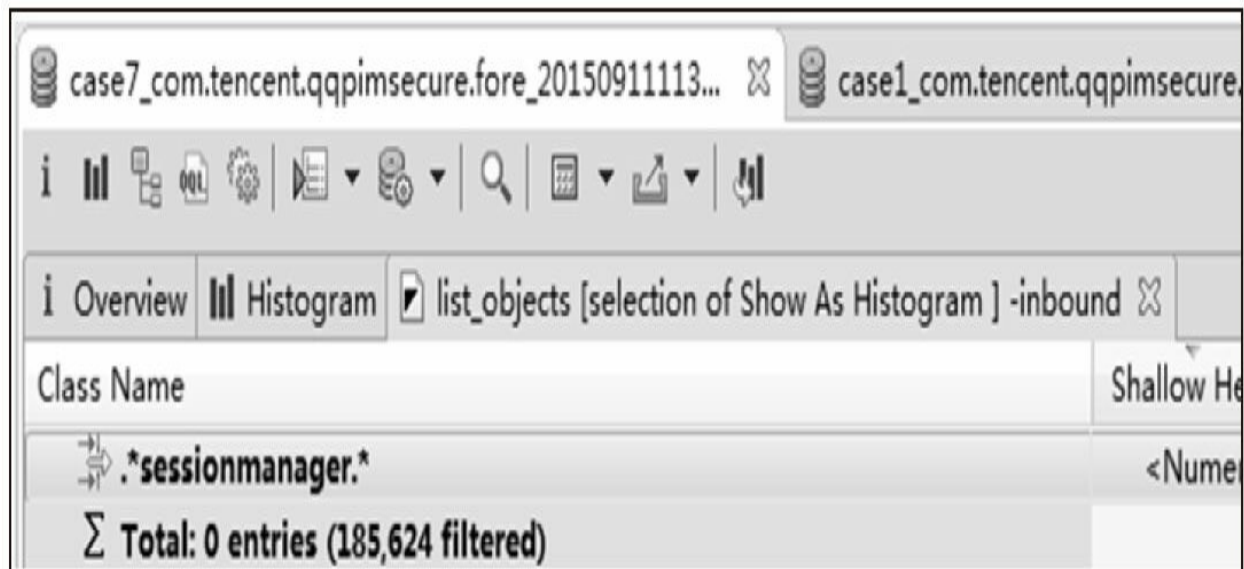 case7_com.tencent.qqpimsecure.fore_20150911113... case1_com.tencent.qqpimsecure.
i OQL
i Overview Histogram list_objects [selection of Show As Histogram ] -inbound
Class Name Shallow He
.*sessionmanager.* <Numer
Σ Total: 0 entries (185,624 filtered)